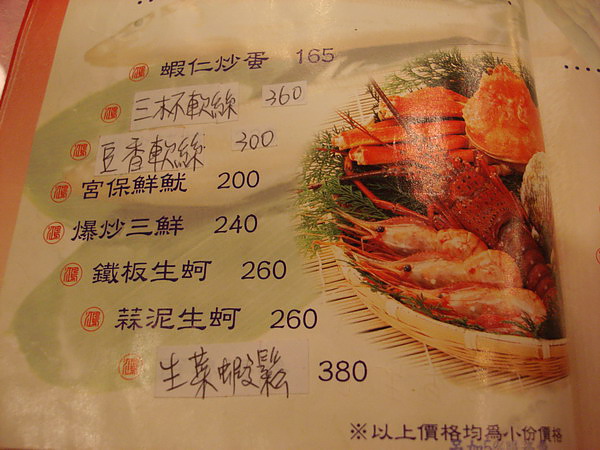 蝦仁炒蛋 165
三杯軟絲 360
豆香軟絲 300
宮保鮮魷 200
爆炒三鮮 240
鐵板生蚵 260
蒜泥生蚵 260
生菜蝦鬆 380
※以上價格均為小份價格